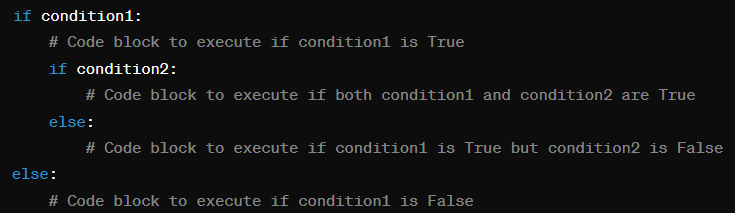 if condition1:
    # Code block to execute if condition1 is True
    if condition2:
        # Code block to execute if both condition1 and condition2 are True
    else:
        # Code block to execute if condition1 is True but condition2 is False
else:
    # Code block to execute if condition1 is False